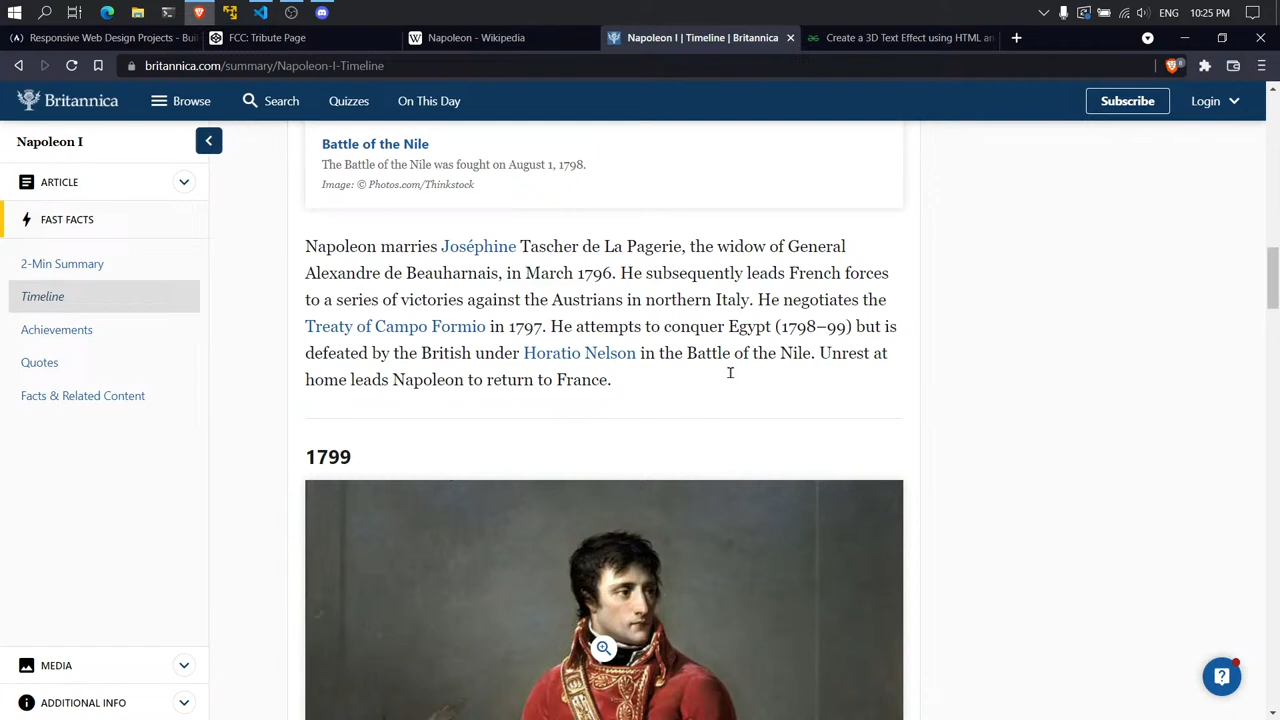 ENG 10:25 PM
Responsive Web Design Projects - Bui
FCC: Tribute Page
Napoleon - Wikipedia
Napoleon I | Timeline | Britannica
Create a 3D Text Effect using HTML an
britannica.com/summary/Napoleon-I-Timeline
8
Britannica
Browse
Search
Quizzes
On This Day
Subscribe
Login
Napoleon I
ARTICLE
FAST FACTS
2-Min Summary
Timeline
Achievements
Quotes
Facts & Related Content
MEDIA
ADDITIONAL INFO
Battle of the Nile
The Battle of the Nile was fought on August 1, 1798.
Image: © Photos.com/Thinkstock
Napoleon marries Joséphine Tascher de La Pagerie, the widow of General
Alexandre de Beauharnais, in March 1796. He subsequently leads French forces
to a series of victories against the Austrians in northern Italy. He negotiates the
Treaty of Campo Formio in 1797. He attempts to conquer Egypt (1798–99) but is
defeated by the British under Horatio Nelson in the Battle of the Nile. Unrest at
home leads Napoleon to return to France.
1799